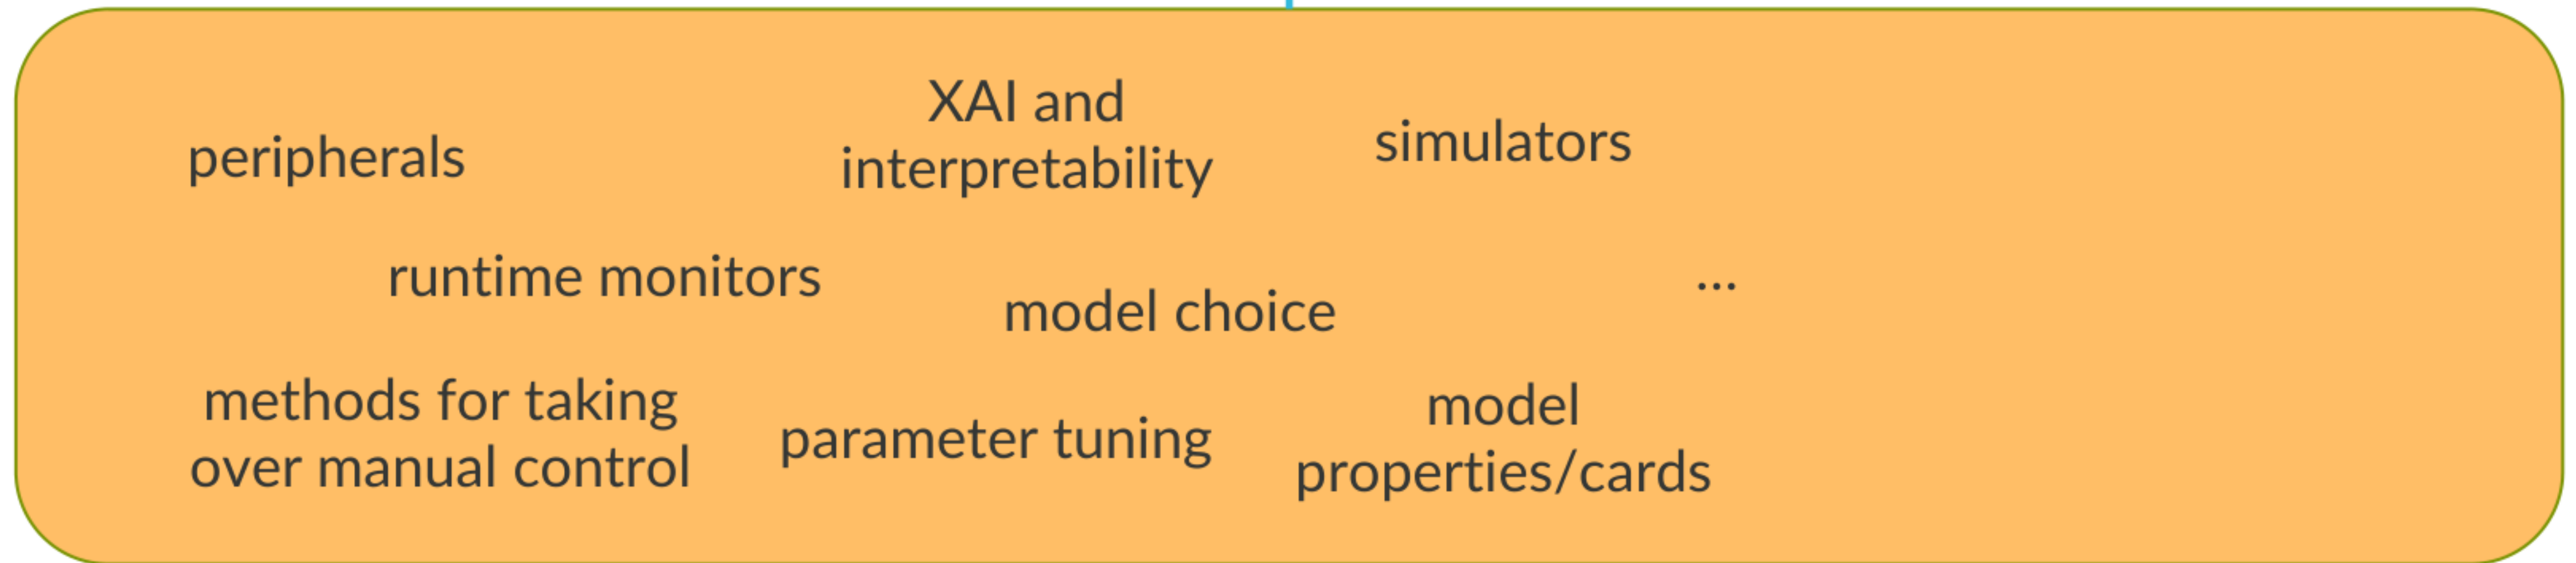 peripherals
XAI and
interpretability
simulators
runtime monitors
model choice
...
methods for taking
over manual control
parameter tuning
model
properties/cards